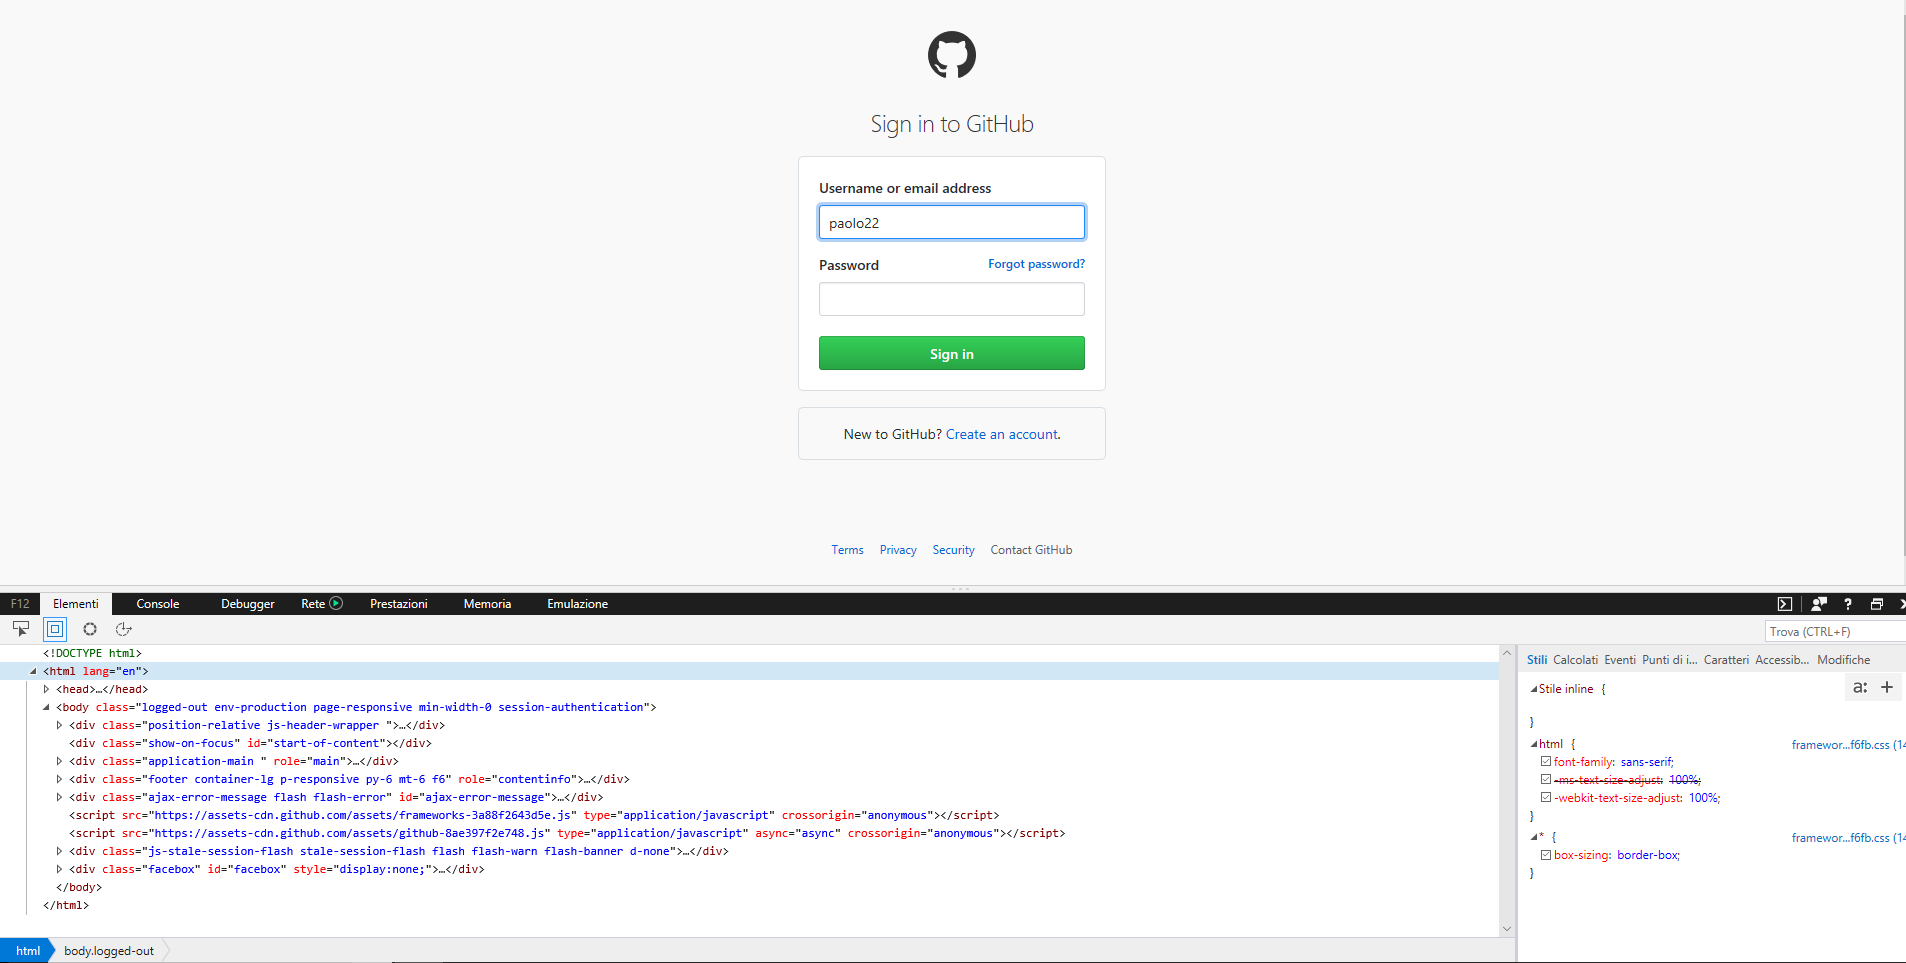 Sign in to GitHub
Username or email address
paolo22
Password Forgot password?
Sign in
New to GitHub? Create an account.
Terms Privacy Security Contact GitHub
F12 Elementi Console Debugger Rete Prestazioni Memoria Emulazione ?
Trova (CTRL+F)
<!DOCTYPE html>
<html lang="en">
<head>…</head>
<body class="logged-out env-production page-responsive min-width-0 session-authentication">
<div class="position-relative js-header-wrapper ">…</div>
<div class="show-on-focus" id="start-of-content"></div>
<div class="application-main " role="main">…</div>
<div class="footer container-lg p-responsive py-6 mt-6 f6" role="contentinfo">…</div>
<div class="ajax-error-message flash flash-error" id="ajax-error-message">…</div>
<script src="https://assets-cdn.github.com/assets/frameworks-3a88f2643d5e.js" type="application/javascript" crossorigin="anonymous"></script>
<script src="https://assets-cdn.github.com/assets/github-8ae397f2e748.js" type="application/javascript" async="async" crossorigin="anonymous"></script>
<div class="js-stale-session-flash stale-session-flash flash flash-warn flash-banner d-none">…</div>
<div class="facebox" id="facebox" style="display:none;">…</div>
</body>
</html>
html body.logged-out
Stili Calcolati Eventi Punti di i... Caratteri Accessib... Modifiche
Stile inline {
a: +
}
html { framewor...f6fb.css (14
font-family: sans-serif;
-ms-text-size-adjust: 100%;
-webkit-text-size-adjust: 100%;
}
* { framewor...f6fb.css (14
box-sizing: border-box;
}